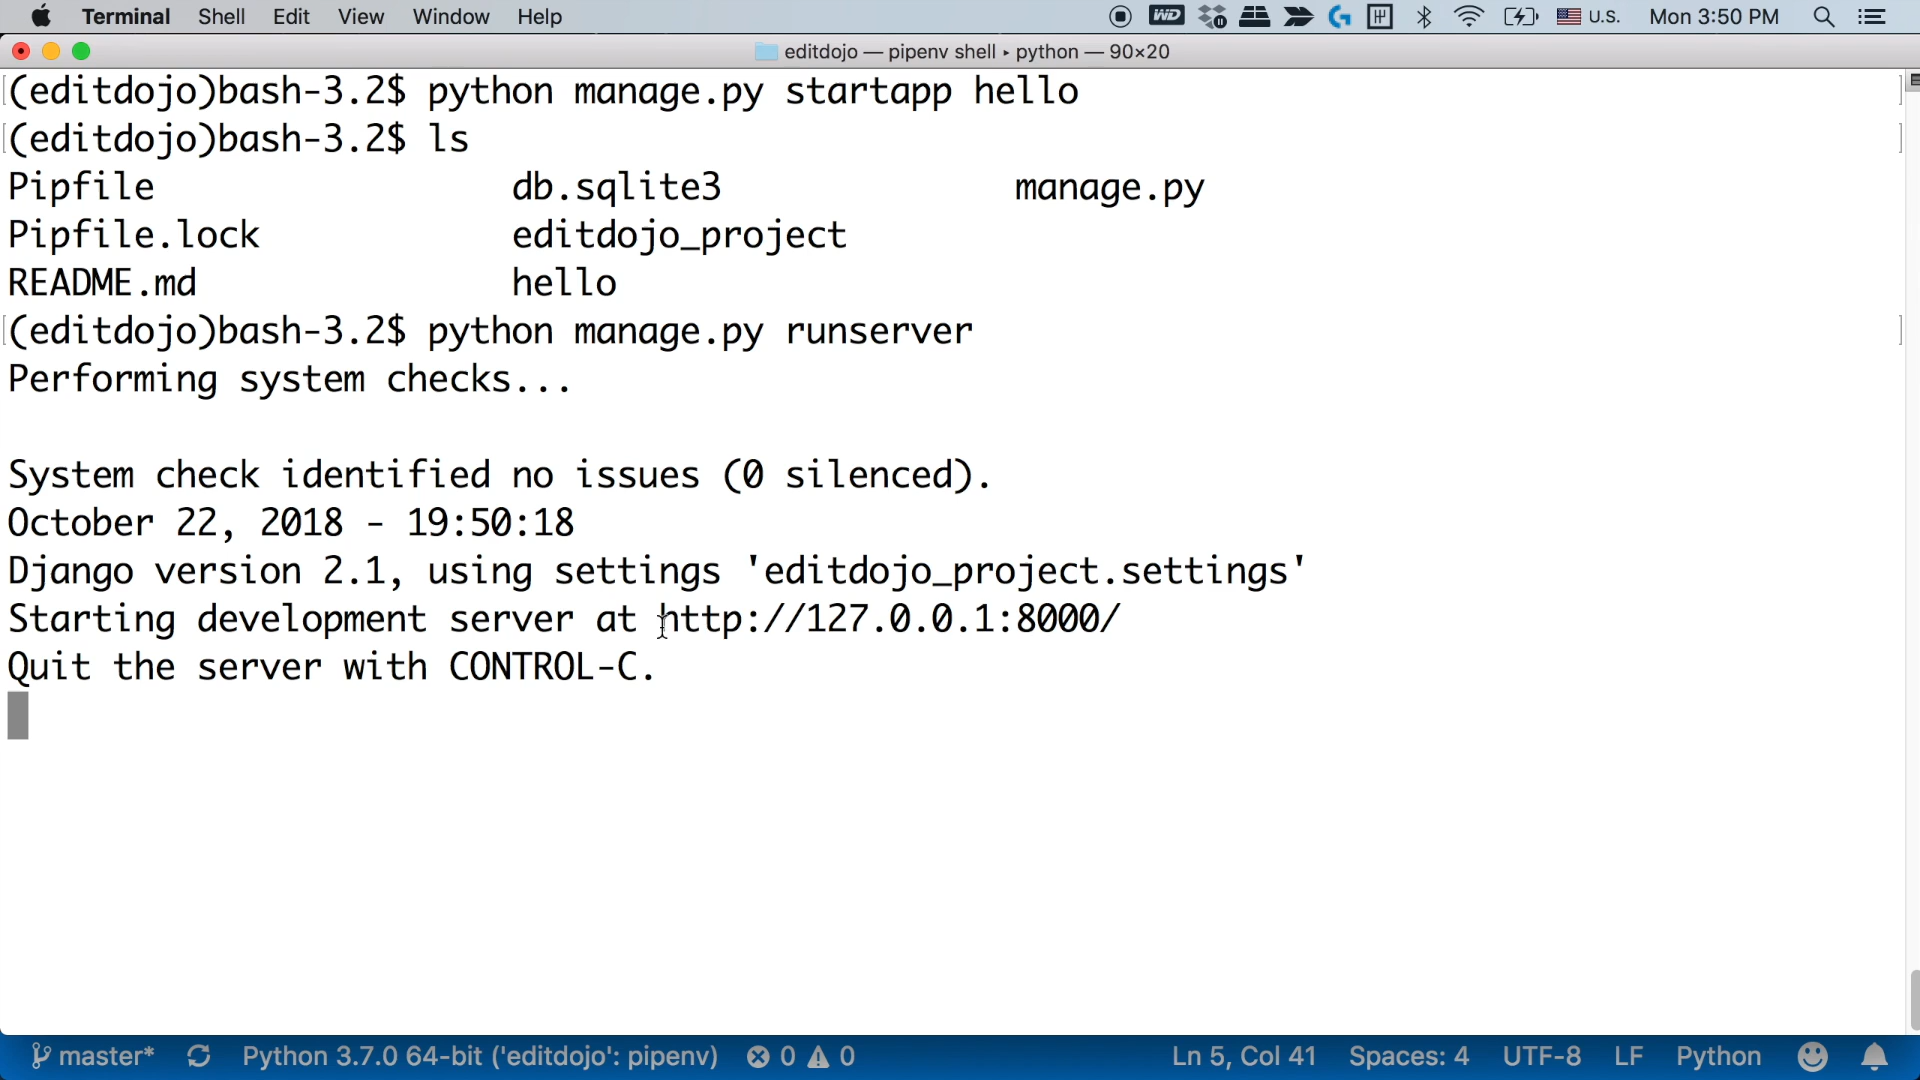 Terminal Shell Edit View Window Help WD U.S. Mon 3:50 PM
editdojo — pipenv shell ▸ python — 90×20
(editdojo)bash-3.2$ python manage.py startapp hello
(editdojo)bash-3.2$ ls
Pipfile db.sqlite3 manage.py
Pipfile.lock editdojo_project
README.md hello
(editdojo)bash-3.2$ python manage.py runserver
Performing system checks...
System check identified no issues (0 silenced).
October 22, 2018 - 19:50:18
Django version 2.1, using settings 'editdojo_project.settings'
Starting development server at http://127.0.0.1:8000/
Quit the server with CONTROL-C.
master* Python 3.7.0 64-bit ('editdojo': pipenv) 0 0 Ln 5, Col 41 Spaces: 4 UTF-8 LF Python